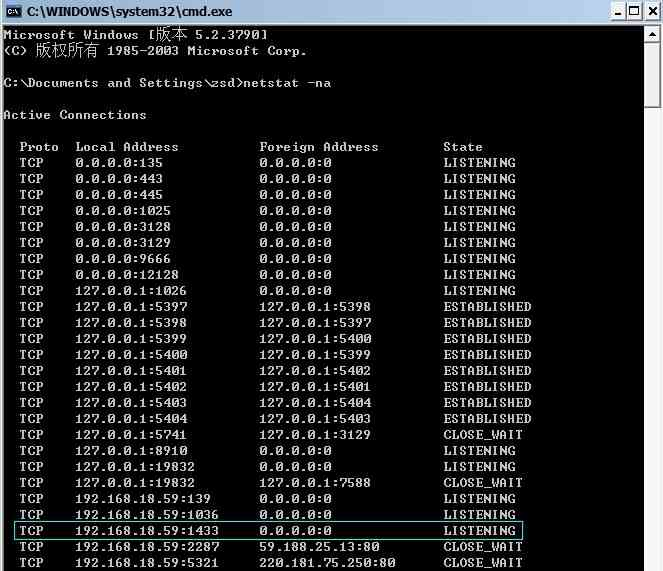 C:\WINDOWS\system32\cmd.exe
Microsoft Windows [版本 5.2.3790]
(C) 版权所有 1985-2003 Microsoft Corp.
C:\Documents and Settings\zsd>netstat -na
Active Connections
Proto Local Address Foreign Address State
TCP 0.0.0.0:135 0.0.0.0:0 LISTENING
TCP 0.0.0.0:443 0.0.0.0:0 LISTENING
TCP 0.0.0.0:445 0.0.0.0:0 LISTENING
TCP 0.0.0.0:1025 0.0.0.0:0 LISTENING
TCP 0.0.0.0:3128 0.0.0.0:0 LISTENING
TCP 0.0.0.0:3129 0.0.0.0:0 LISTENING
TCP 0.0.0.0:9666 0.0.0.0:0 LISTENING
TCP 0.0.0.0:12128 0.0.0.0:0 LISTENING
TCP 127.0.0.1:1026 0.0.0.0:0 LISTENING
TCP 127.0.0.1:5397 127.0.0.1:5398 ESTABLISHED
TCP 127.0.0.1:5398 127.0.0.1:5397 ESTABLISHED
TCP 127.0.0.1:5399 127.0.0.1:5400 ESTABLISHED
TCP 127.0.0.1:5400 127.0.0.1:5399 ESTABLISHED
TCP 127.0.0.1:5401 127.0.0.1:5402 ESTABLISHED
TCP 127.0.0.1:5402 127.0.0.1:5401 ESTABLISHED
TCP 127.0.0.1:5403 127.0.0.1:5404 ESTABLISHED
TCP 127.0.0.1:5404 127.0.0.1:5403 ESTABLISHED
TCP 127.0.0.1:5741 127.0.0.1:3129 CLOSE_WAIT
TCP 127.0.0.1:8910 0.0.0.0:0 LISTENING
TCP 127.0.0.1:19832 0.0.0.0:0 LISTENING
TCP 127.0.0.1:19832 127.0.0.1:7588 CLOSE_WAIT
TCP 192.168.18.59:139 0.0.0.0:0 LISTENING
TCP 192.168.18.59:1036 0.0.0.0:0 LISTENING
TCP 192.168.18.59:1433 0.0.0.0:0 LISTENING
TCP 192.168.18.59:2287 59.188.25.13:80 CLOSE_WAIT
TCP 192.168.18.59:5321 220.181.75.250:80 CLOSE_WAIT